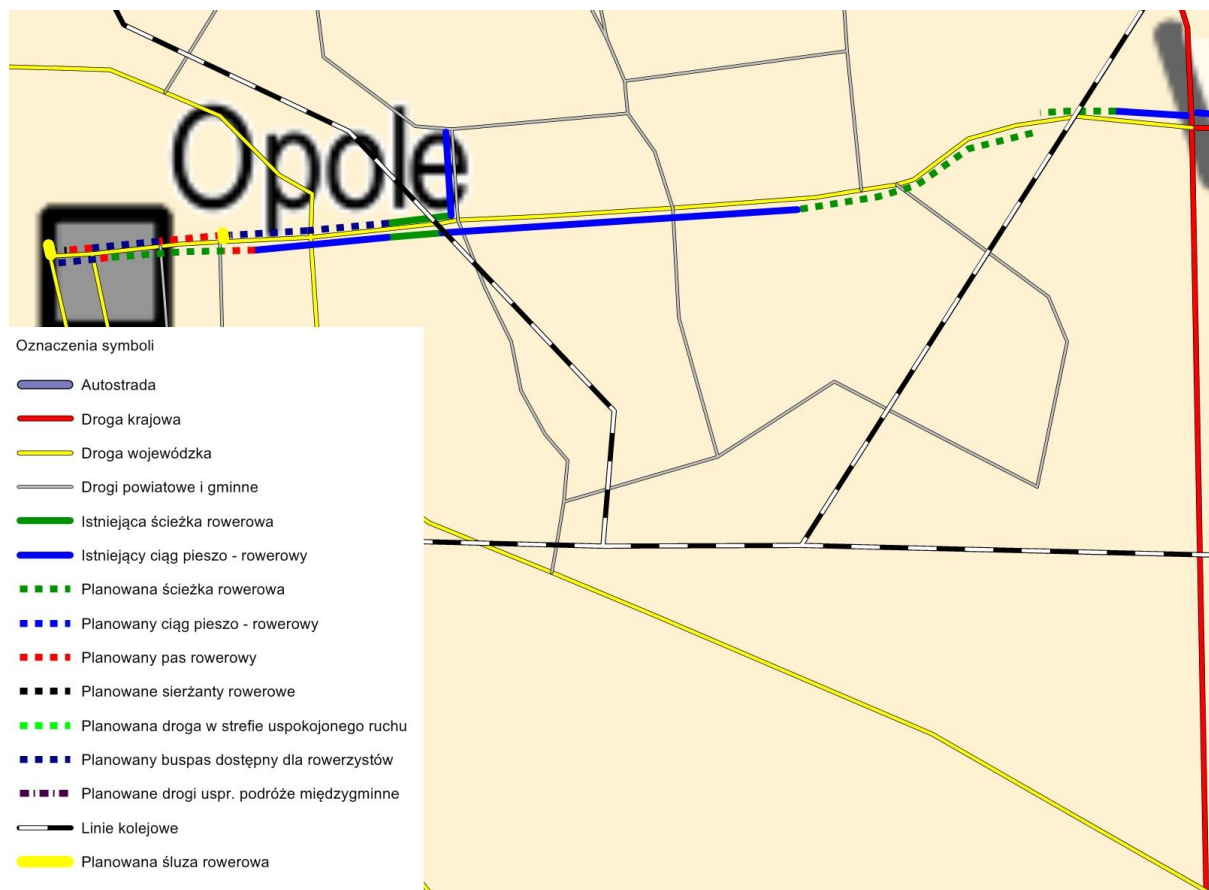 Opole
Oznaczenia symboli
Autostrada
Droga krajowa
Droga wojewódzka
Drogi powiatowe i gminne
Istniejąca ścieżka rowerowa
Istniejący ciąg pieszo - rowerowy
Planowana ścieżka rowerowa
Planowany ciąg pieszo - rowerowy
Planowany pas rowerowy
Planowane sierżanty rowerowe
Planowana droga w strefie uspokojonego ruchu
Planowany buspas dostępny dla rowerzystów
Planowane drogi uspr. podróże międzygminne
Linie kolejowe
Planowana śluza rowerowa